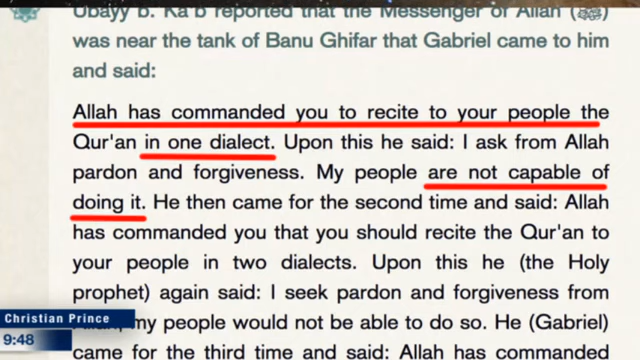 Ubayy b. Ka'b reported that the Messenger of Allah (ﷺ)
was near the tank of Banu Ghifar that Gabriel came to him
and said:
Allah has commanded you to recite to your people the
Qur'an in one dialect. Upon this he said: I ask from Allah
pardon and forgiveness. My people are not capable of
doing it. He then came for the second time and said: Allah
has commanded you that you should recite the Qur'an to
your people in two dialects. Upon this he (the Holy
prophet) again said: I seek pardon and forgiveness from
Allah, my people would not be able to do so. He (Gabriel)
came for the third time and said: Allah has commanded
Christian Prince
9:48